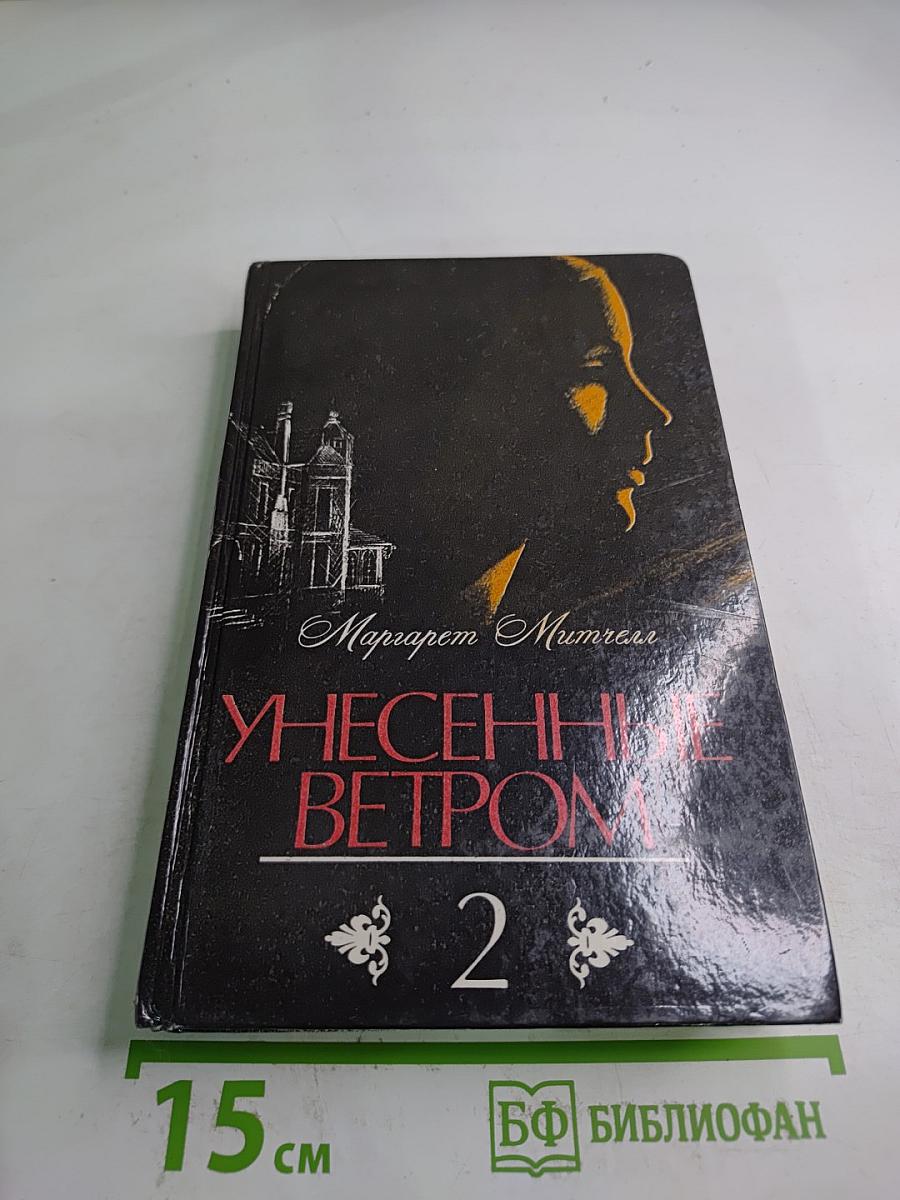 Маргарет Митчелл
УНЕСЕННЫЕ
ВЕТРОМ
2
15 см
БФ БИБЛИОФАН